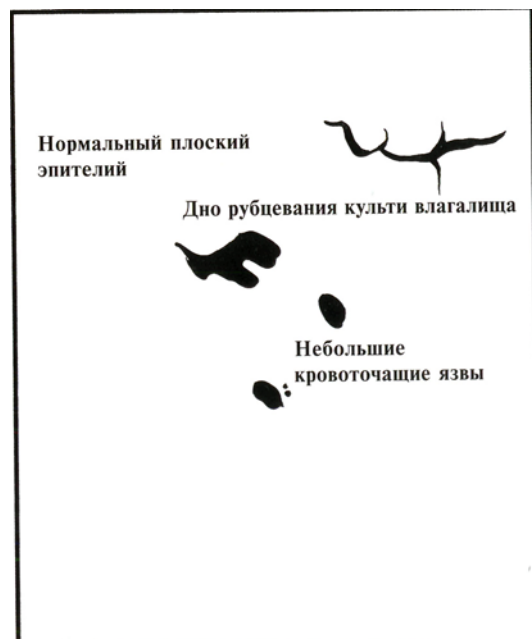 Нормальный плоский
эпителий
Дно рубцевания культи влагалища
Небольшие
кровоточащие язвы